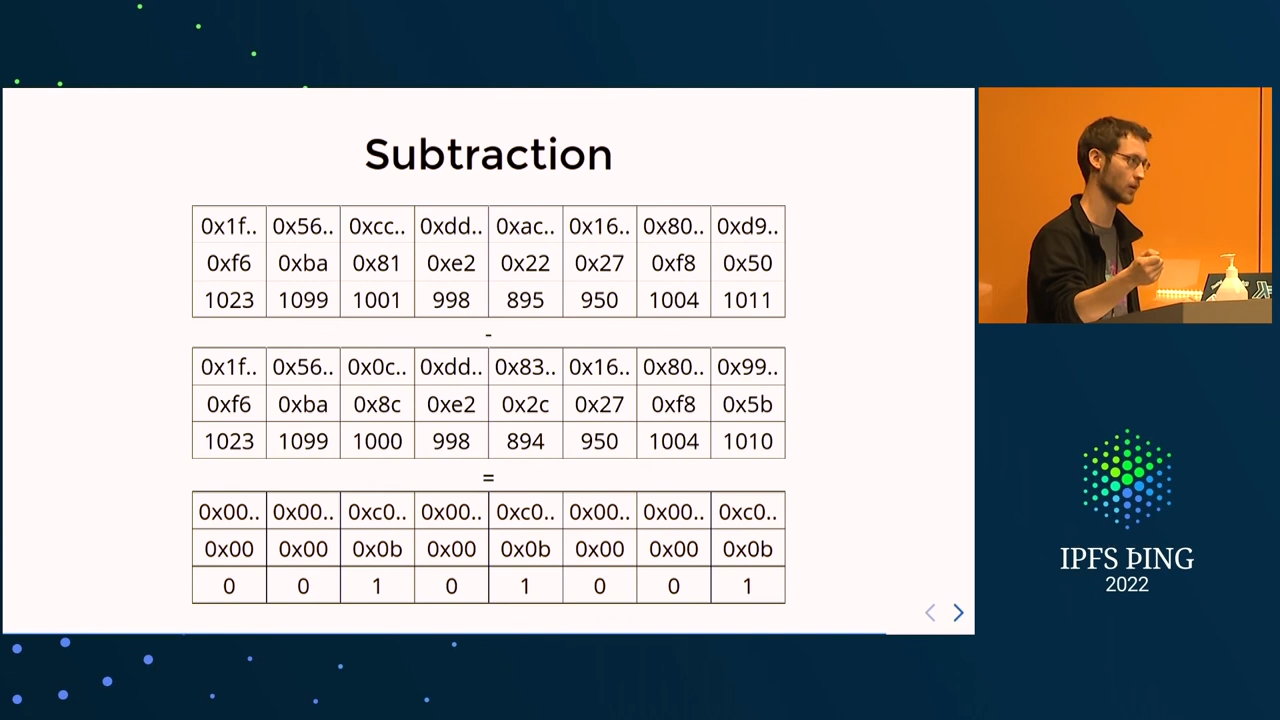 Subtraction
0x1f.. 0x56.. 0xcc.. 0xdd.. 0xac.. 0x16.. 0x80.. 0xd9..
0xf6 0xba 0x81 0xe2 0x22 0x27 0xf8 0x50
1023 1099 1001 998 895 950 1004 1011
-
0x1f.. 0x56.. 0x0c.. 0xdd.. 0x83.. 0x16.. 0x80.. 0x99..
0xf6 0xba 0x8c 0xe2 0x2c 0x27 0xf8 0x5b
1023 1099 1000 998 894 950 1004 1010
=
0x00.. 0x00.. 0xc0.. 0x00.. 0xc0.. 0x00.. 0x00.. 0xc0..
0x00 0x00 0x0b 0x00 0x0b 0x00 0x00 0x0b
0 0 1 0 1 0 0 1
IPFS ÞING
2022